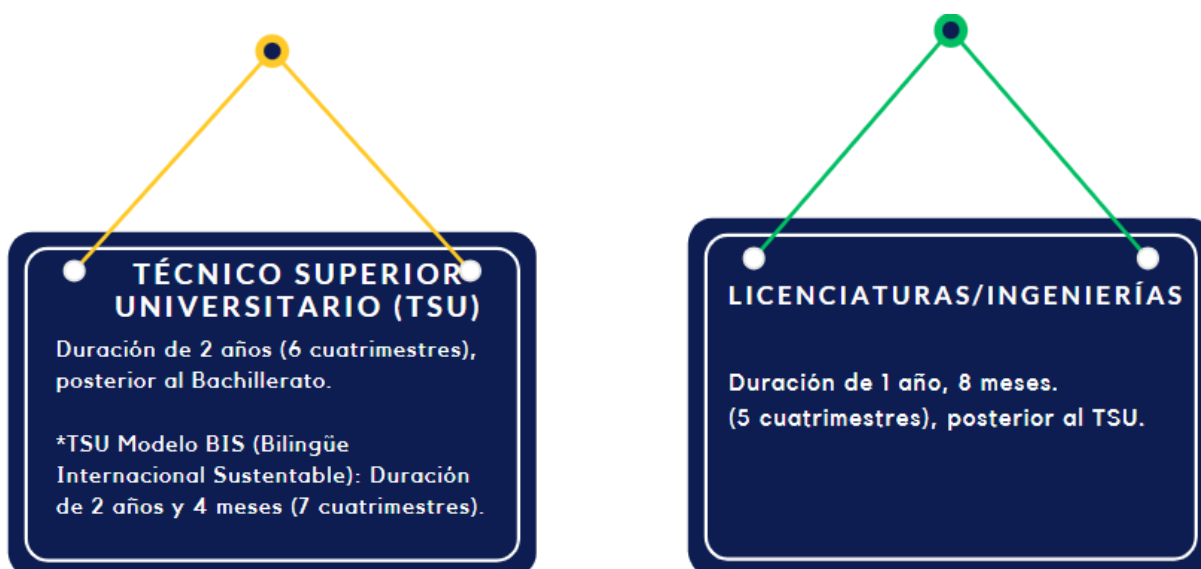 TÉCNICO SUPERIOR
UNIVERSITARIO (TSU)
Duración de 2 años (6 cuatrimestres),
posterior al Bachillerato.
*TSU Modelo BIS (Bilingüe
Internacional Sustentable): Duración
de 2 años y 4 meses (7 cuatrimestres).
LICENCIATURAS/INGENIERÍAS
Duración de 1 año, 8 meses.
(5 cuatrimestres), posterior al TSU.